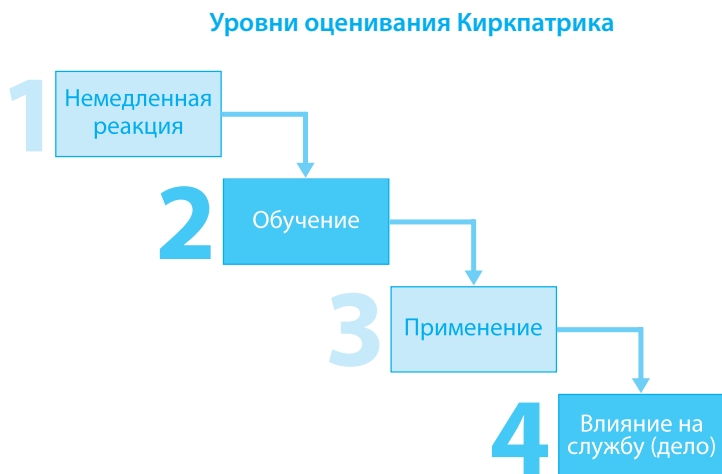 Уровни оценивания Киркпатрика
1
Немедленная
реакция
2
Обучение
3
Применение
4
Влияние на
службу (дело)